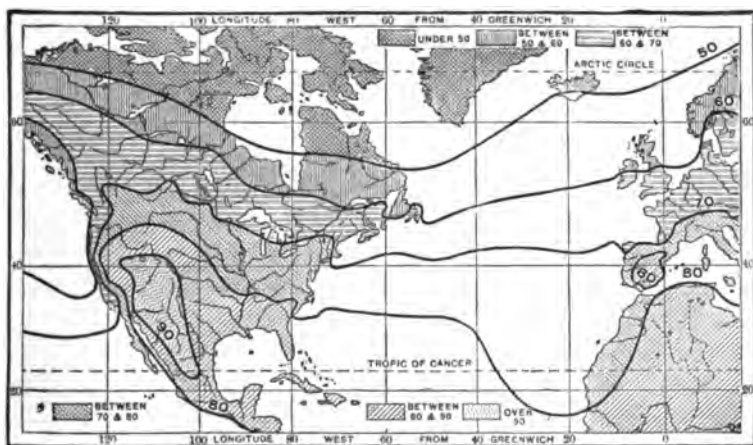 120 100 LONGITUDE 80 WEST 60 FROM 40 GREENWICH 20 0
UNDER 50
BETWEEN 50 & 60
BETWEEN 60 & 70
50
ARCTIC CIRCLE
60 60 60
70
40 40
60 80
90
TROPIC OF CANCER
20 20
80
BETWEEN 70 & 80
BETWEEN 80 & 90
OVER 90
120 100 LONGITUDE 80 WEST 60 FROM 40 GREENWICH 20 0